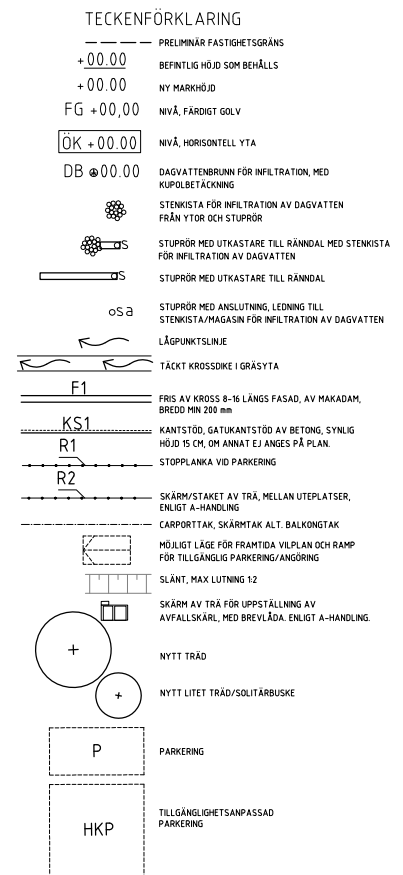 TECKENFÖRKLARING
PRELIMINÄR FASTIGHETSGRÄNS
+00.00 BEFINTLIG HÖJD SOM BEHÅLLS
+00.00 NY MARKHÖJD
FG +00,00 NIVÅ, FÄRDIGT GOLV
ÖK +00.00 NIVÅ, HORISONTELL YTA
DB 00.00 DAGVATTENBRUNN FÖR INFILTRATION, MED
KUPOLBETÄCKNING
STENKISTA FÖR INFILTRATION AV DAGVATTEN
FRÅN YTOR OCH STUPRÖR
S STUPRÖR MED UTKASTARE TILL RÄNNDAL MED STENKISTA
FÖR INFILTRATION AV DAGVATTEN
S STUPRÖR MED UTKASTARE TILL RÄNNDAL
sa STUPRÖR MED ANSLUTNING, LEDNING TILL
STENKISTA/MAGASIN FÖR INFILTRATION AV DAGVATTEN
LÅGPUNKTSLINJE
TÄCKT KROSSDIKE I GRÄSYTA
F1 FRIS AV KROSS 8-16 LÄNGS FASAD, AV MAKADAM,
BREDD MIN 200 mm
KS1 KANTSTÖD, GATUKANTSTÖD AV BETONG, SYNLIG
HÖJD 15 CM, OM ANNAT EJ ANGES PÅ PLAN.
R1 STOPPLANKA VID PARKERING
R2 SKÄRM/STAKET AV TRÄ, MELLAN UTEPLATSER,
ENLIGT A-HANDLING
CARPORTTAK, SKÄRMTAK ALT. BALKONGTAK
MÖJLIGT LÄGE FÖR FRAMTIDA VILPLAN OCH RAMP
FÖR TILLGÄNGLIG PARKERING/ANGÖRING
SLÄNT, MAX LUTNING 1:2
SKÄRM AV TRÄ FÖR UPPSTÄLLNING AV
AVFALLSKÄRL, MED BREVLÅDA. ENLIGT A-HANDLING.
NYTT TRÄD
NYTT LITET TRÄD/SOLITÄRBUSKE
P PARKERING
HKP TILLGÄNGLIGHETSANPASSAD
PARKERING